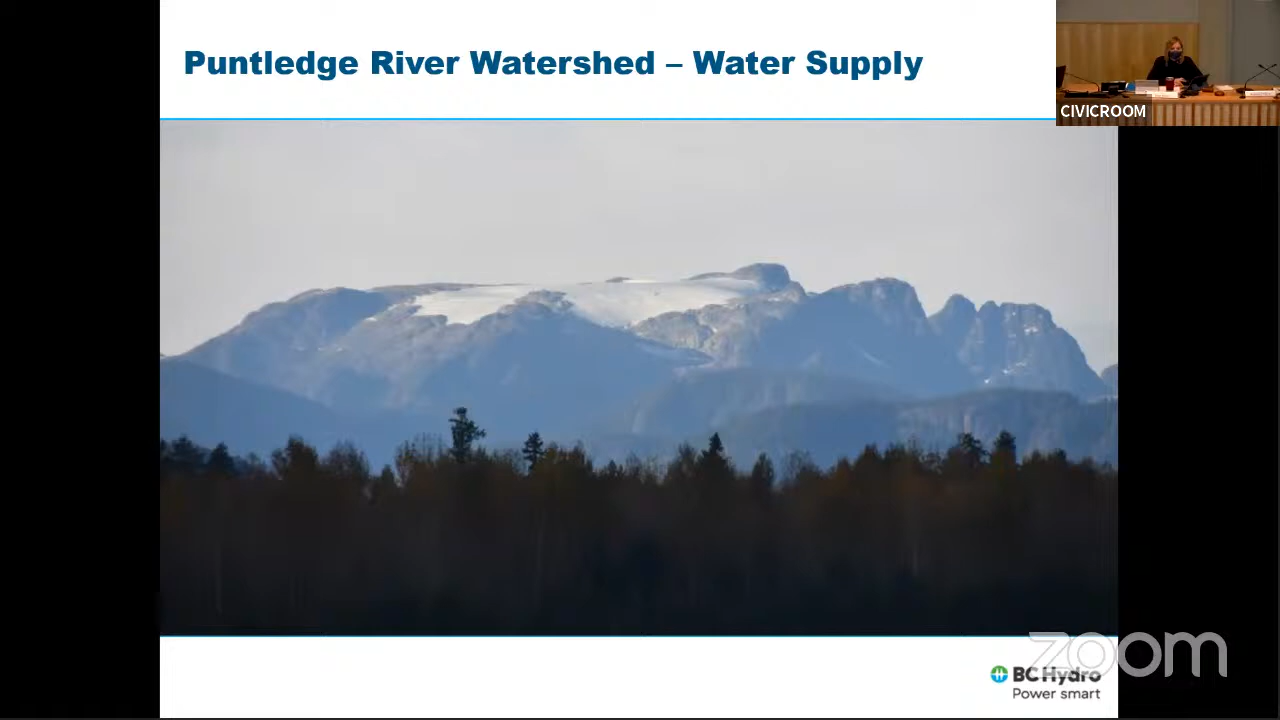 Puntledge River Watershed – Water Supply
CIVICROOM
BC Hydro
Power smart
zoom